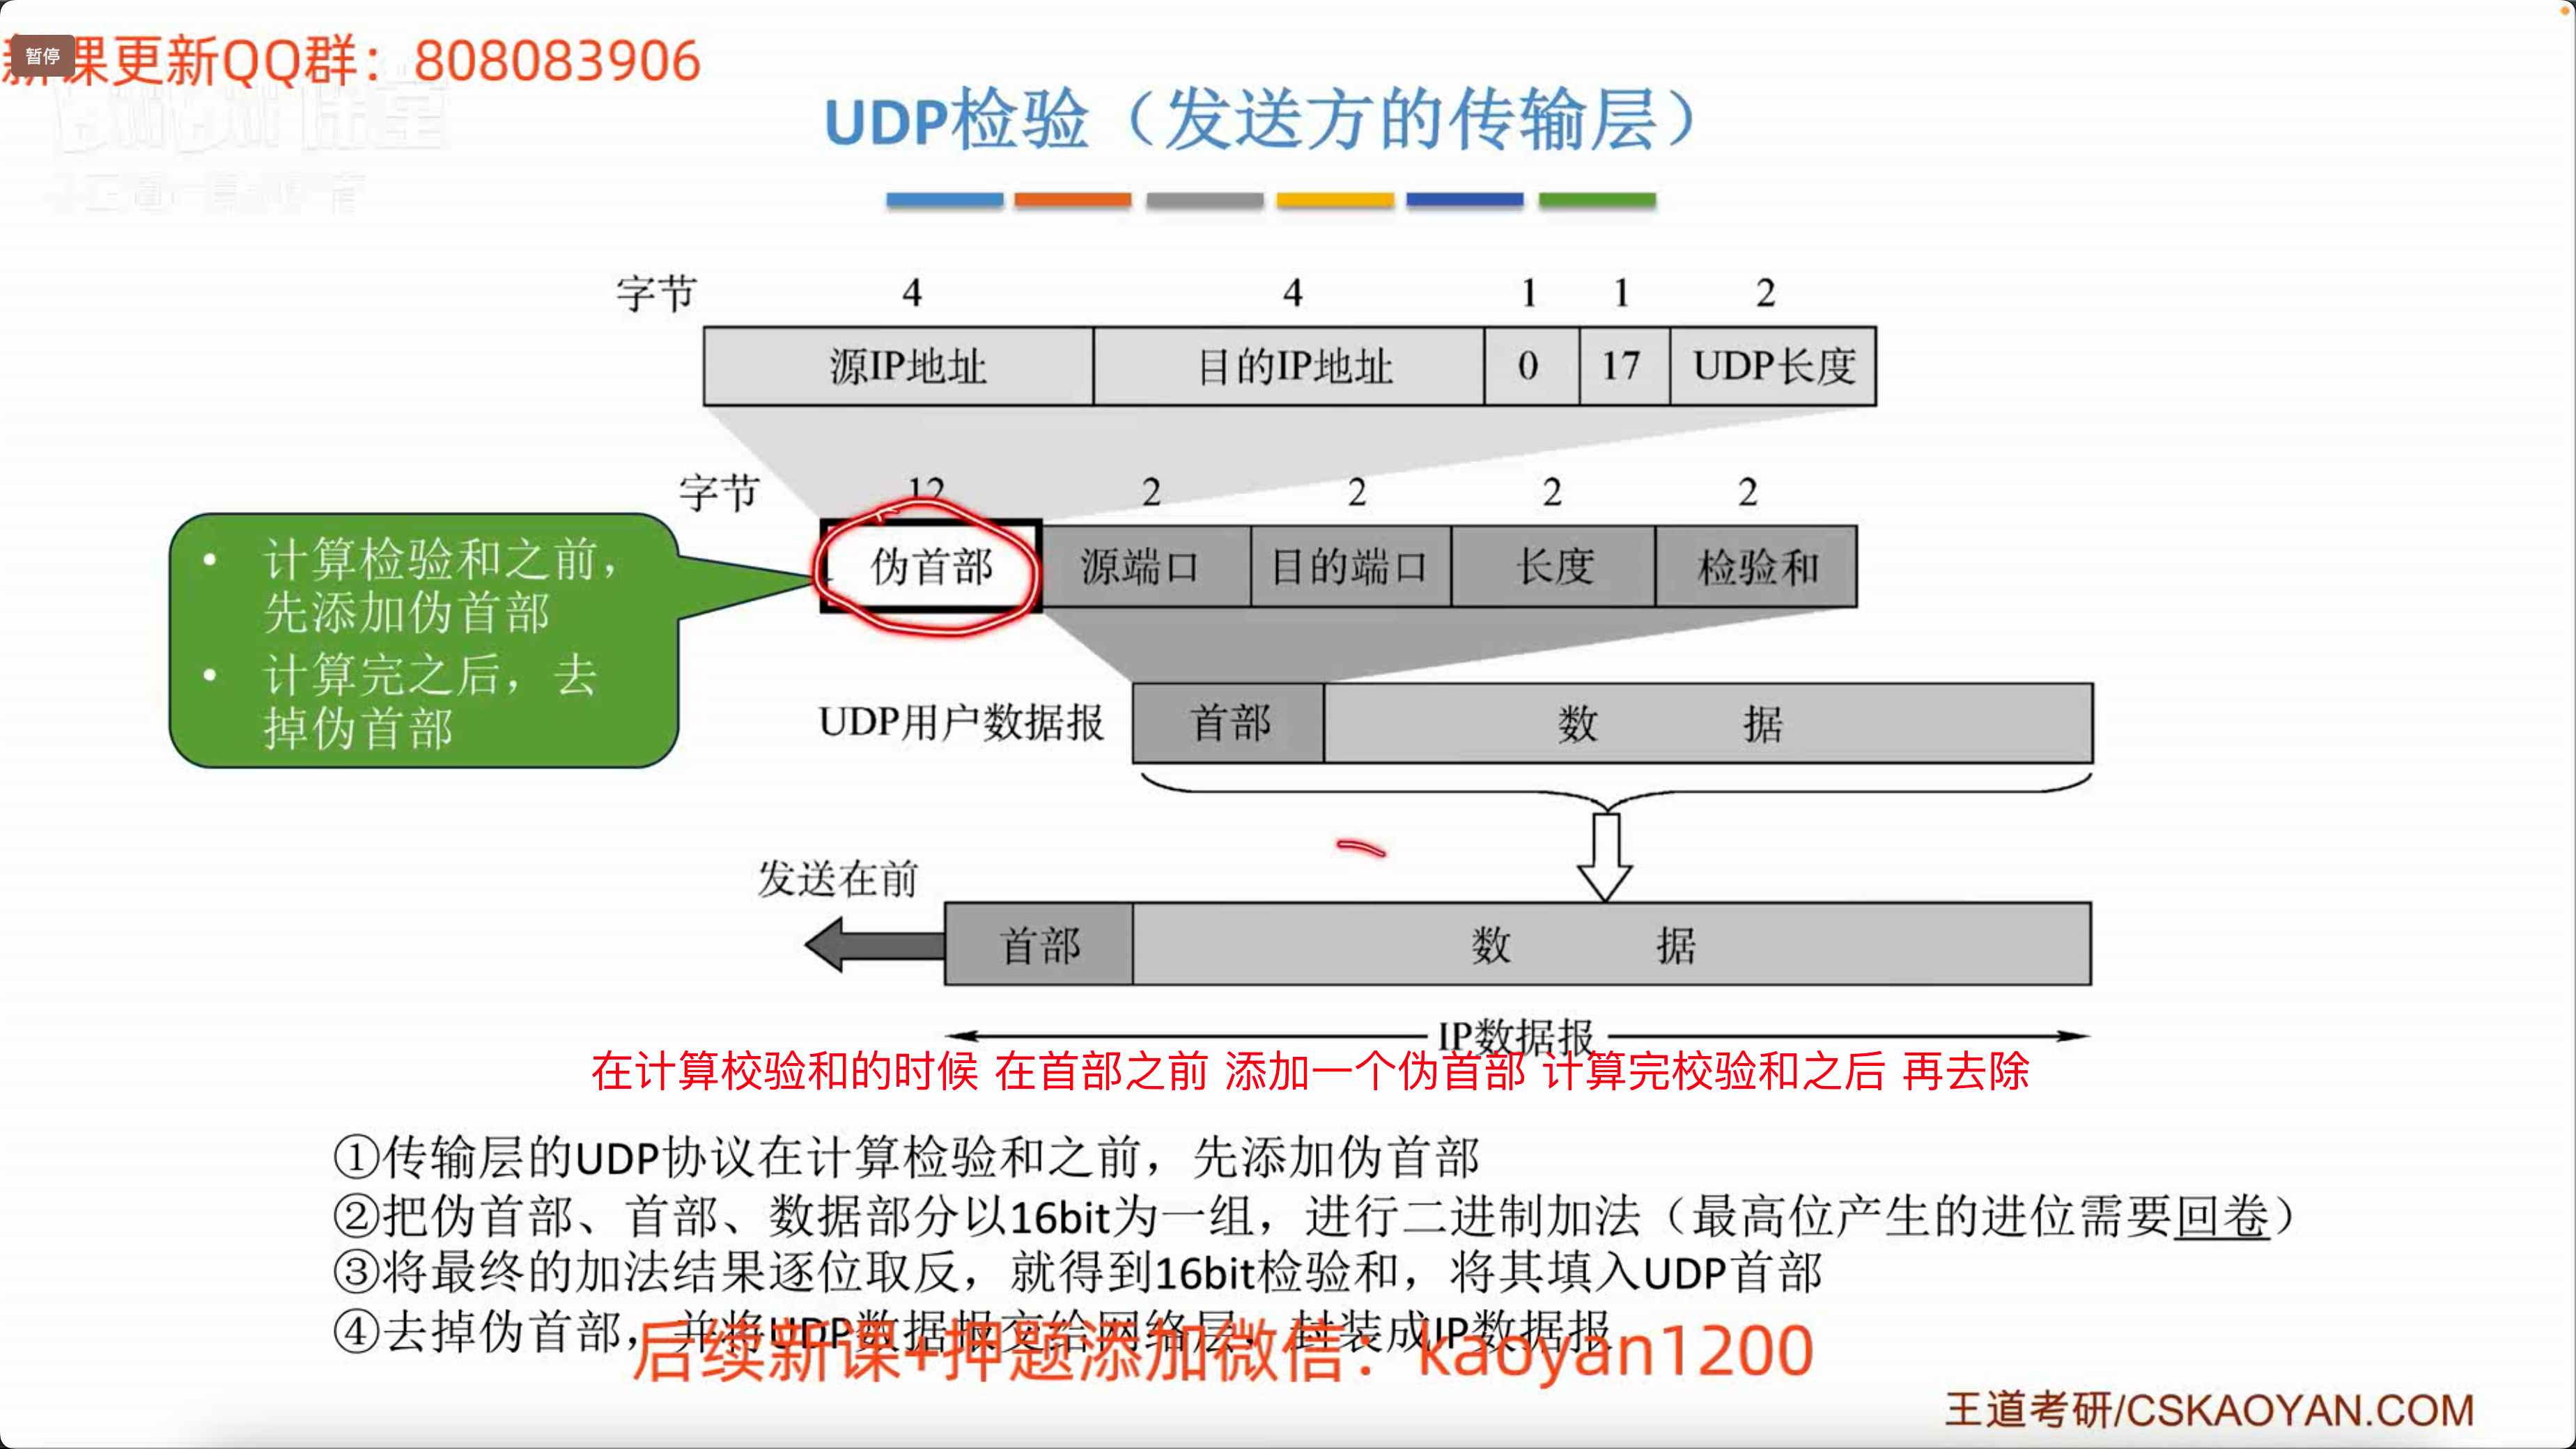 暂停
新课更新QQ群：808083906
UDP检验（发送方的传输层）
字节 4 4 1 1 2
源IP地址 目的IP地址 0 17 UDP长度
字节 12 2 2 2 2
伪首部 源端口 目的端口 长度 检验和
• 计算检验和之前，
先添加伪首部
• 计算完之后，去
掉伪首部
UDP用户数据报 首部 数 据
发送在前
首部 数 据
IP数据报
在计算校验和的时候 在首部之前 添加一个伪首部 计算完校验和之后 再去除
①传输层的UDP协议在计算检验和之前，先添加伪首部
②把伪首部、首部、数据部分以16bit为一组，进行二进制加法（最高位产生的进位需要回卷）
③将最终的加法结果逐位取反，就得到16bit检验和，将其填入UDP首部
④去掉伪首部，并将UDP数据报交给网络层，封装成IP数据报
后续新课+押题添加微信：kaoyan1200
王道考研/CSKAOYAN.COM